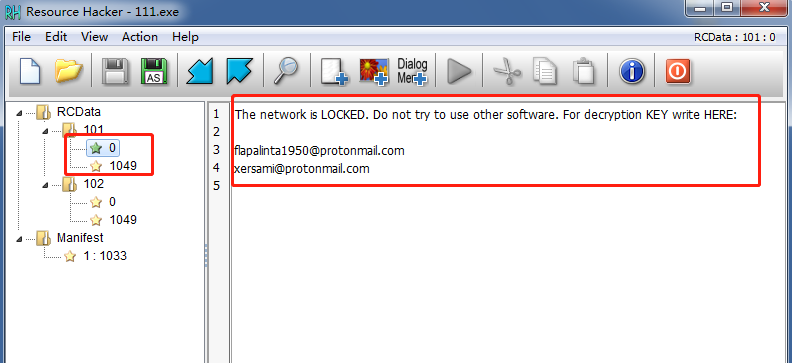 Resource Hacker - 111.exe
File Edit View Action Help
RCData : 101 : 0
AS
Dialog
Men
RCData
101
0
1049
102
0
1049
Manifest
1 : 1033
1 The network is LOCKED. Do not try to use other software. For decryption KEY write HERE:
2
3 flapalinta1950@protonmail.com
4 xersami@protonmail.com
5